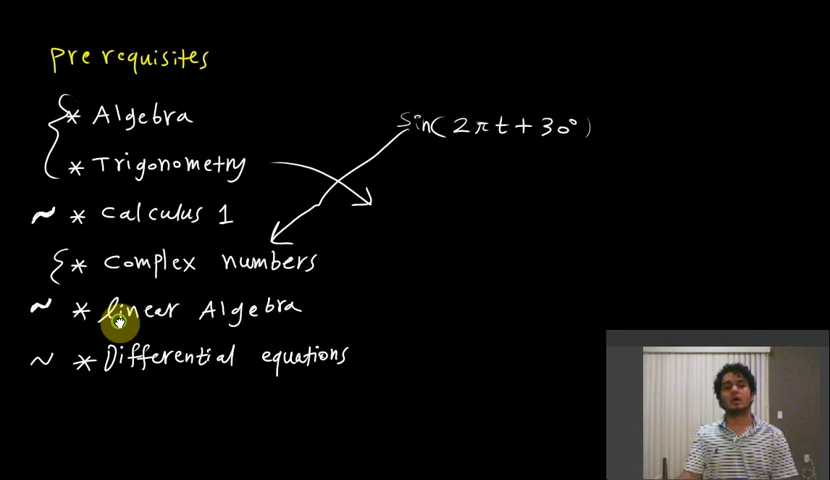 Prerequisites
* Algebra
sin(2πt+30°)
* Trigonometry
~ * Calculus 1
* Complex numbers
~ * linear Algebra
~ * Differential equations